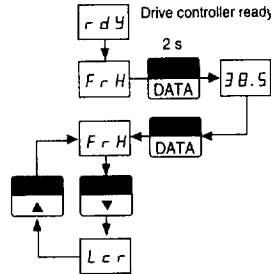 rdY Drive controller ready
2 s
FrH DATA 38.5
FrH DATA
▲ ▼
Lcr